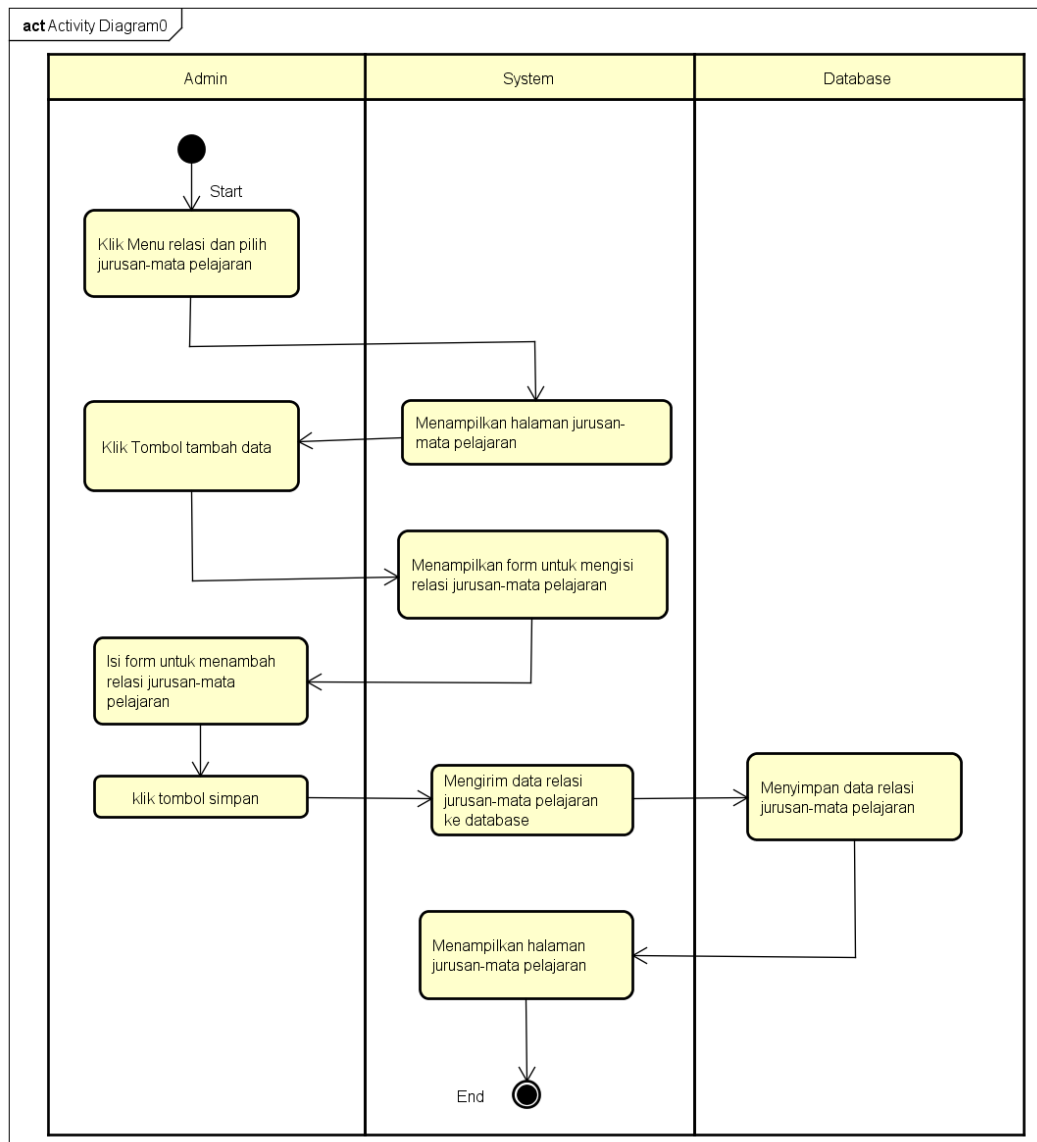 act Activity Diagram0
Admin
System
Database
Start
Klik Menu relasi dan pilih
jurusan-mata pelajaran
Menampilkan halaman jurusan-
mata pelajaran
Klik Tombol tambah data
Menampilkan form untuk mengisi
relasi jurusan-mata pelajaran
Isi form untuk menambah
relasi jurusan-mata
pelajaran
klik tombol simpan
Mengirim data relasi
jurusan-mata pelajaran
ke database
Menyimpan data relasi
jurusan-mata pelajaran
Menampilkan halaman
jurusan-mata pelajaran
End